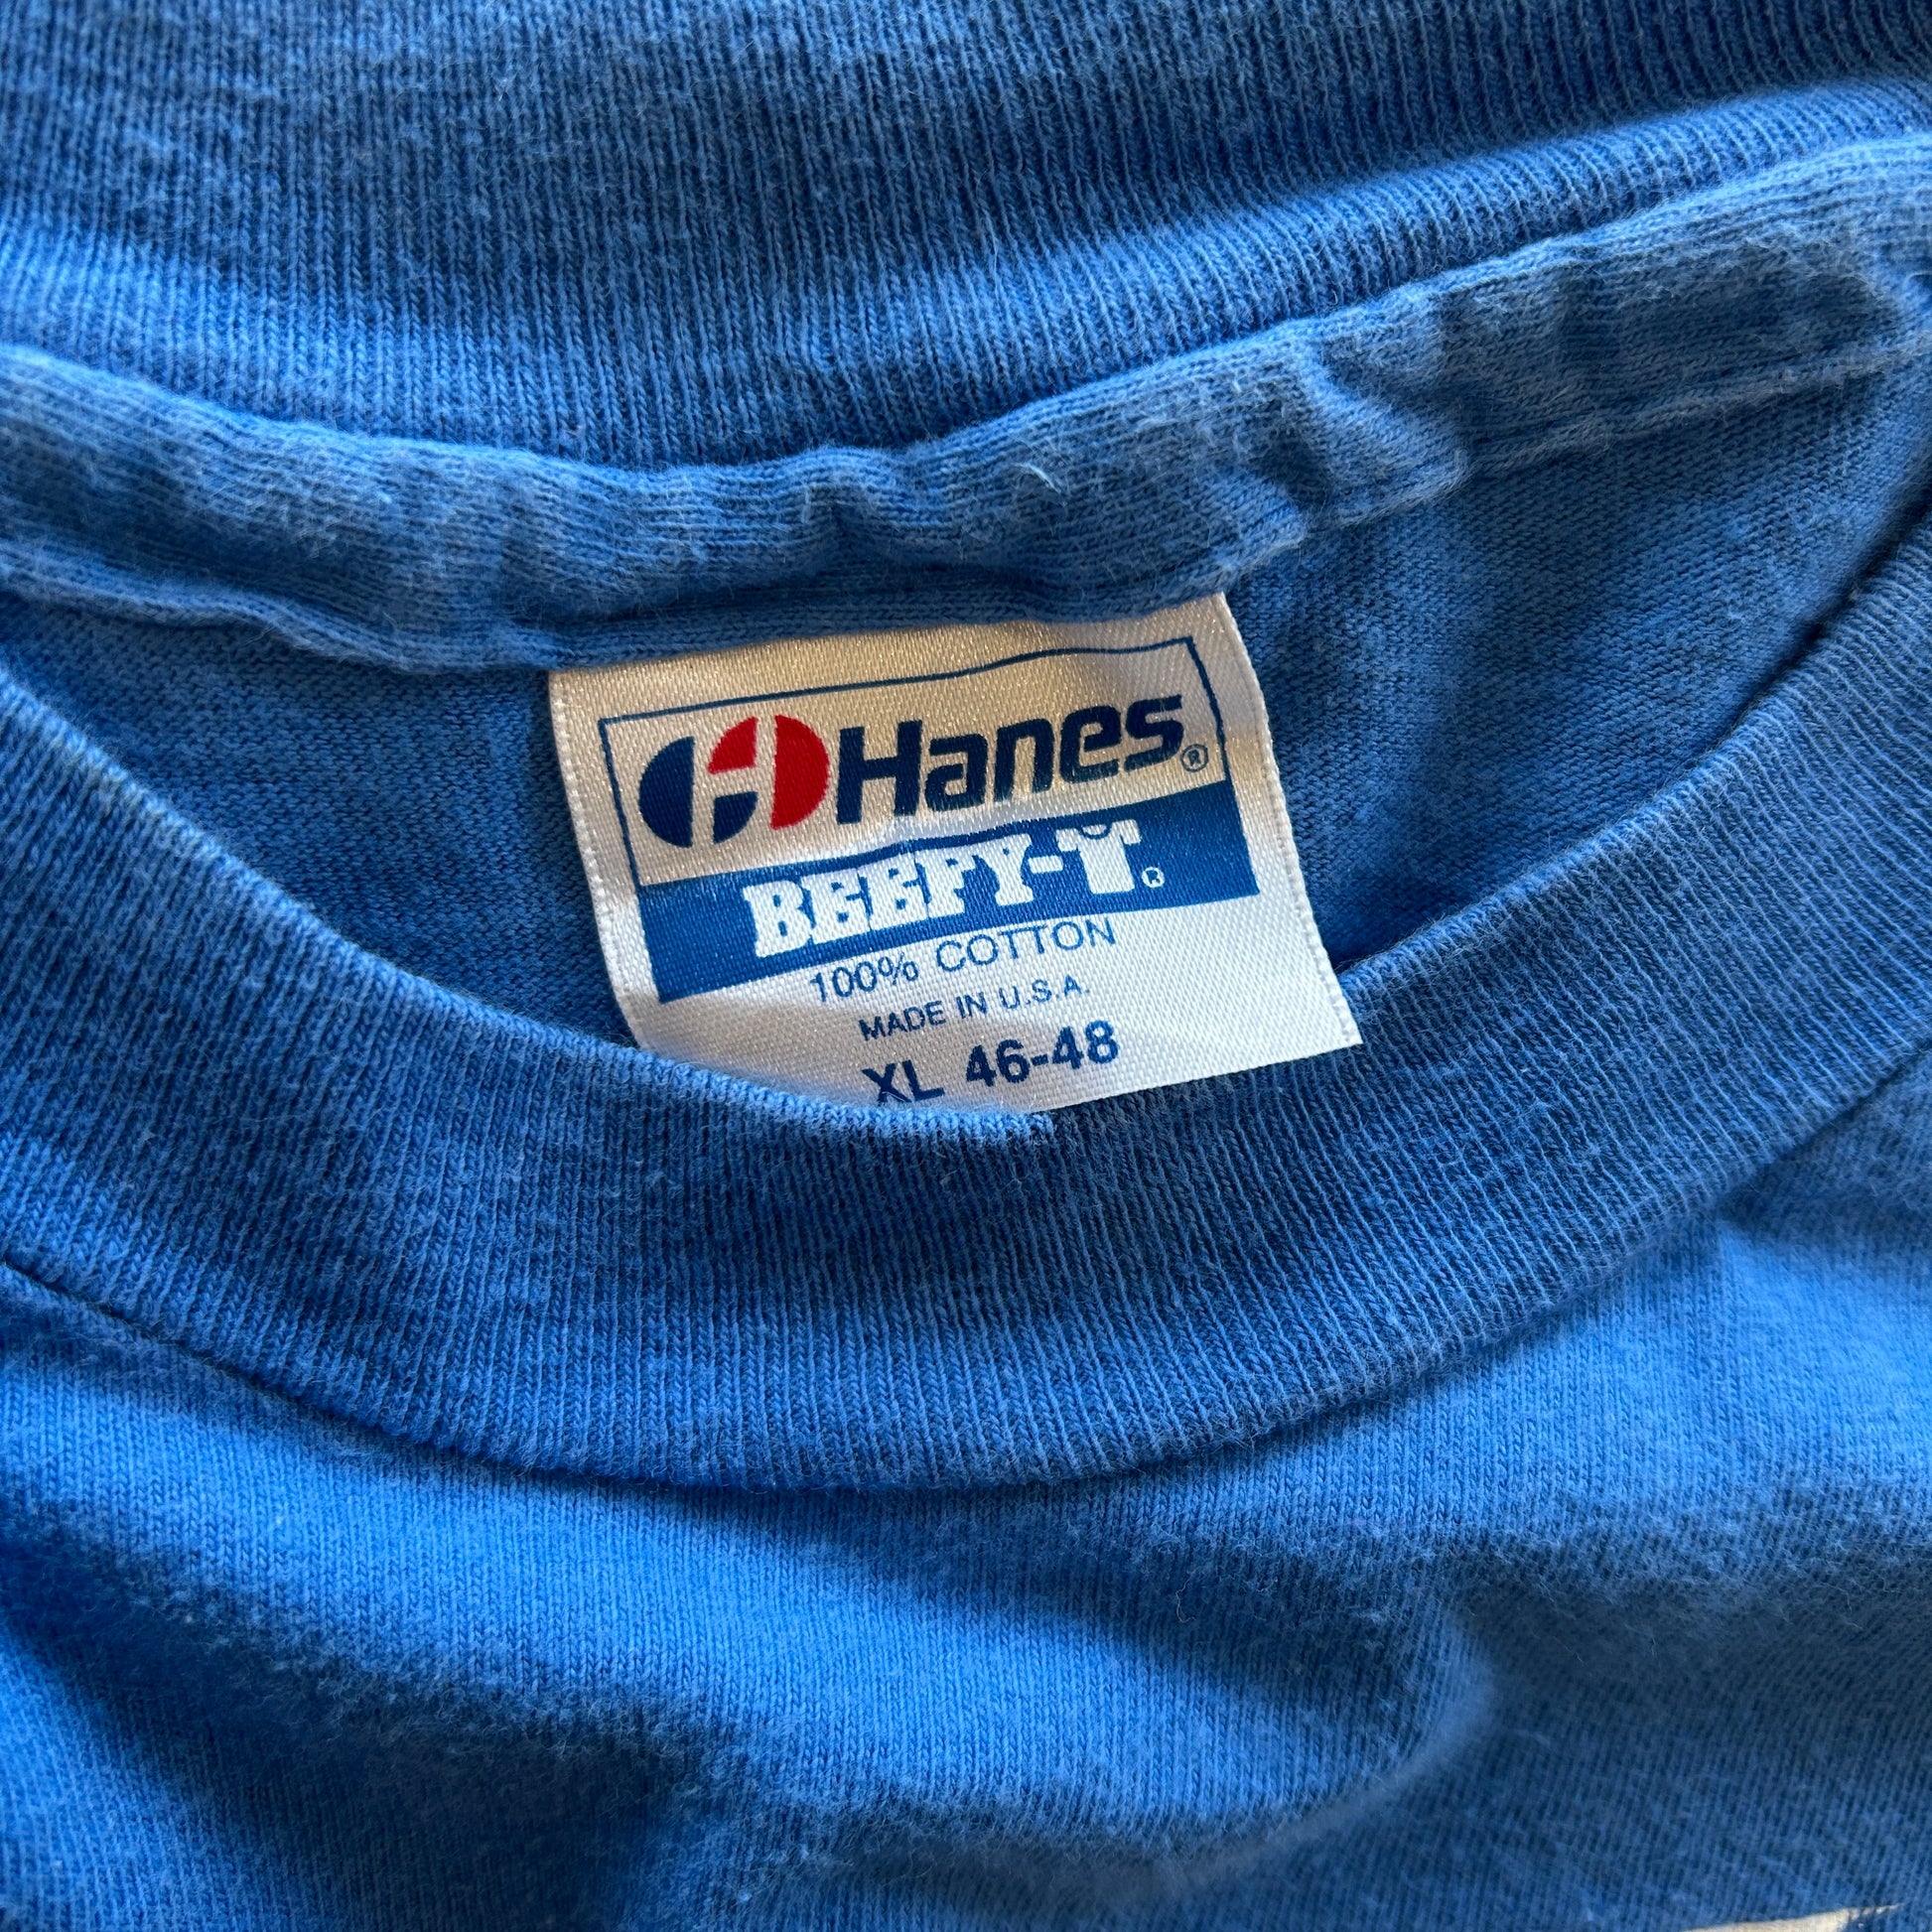 Hanes®
BEEFY-T®
100% COTTON
MADE IN U.S.A.
XL 46-48